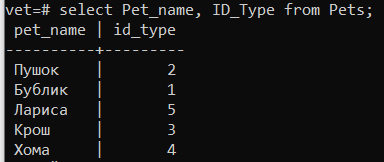 vet=# select Pet_name, ID_Type from Pets;
 pet_name | id_type
----------+---------
 Пушок    |       2
 Бублик   |       1
 Лариса   |       5
 Крош     |       3
 Хома     |       4